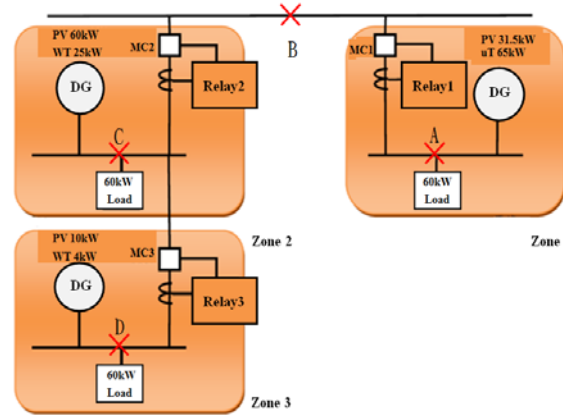 B
PV 60kW
WT 25kW
MC2
Relay2
DG
C
60kW
Load
Zone 2
MC1
PV 31.5kW
uT 65kW
Relay1
DG
A
60kW
Load
Zone
PV 10kW
WT 4kW
MC3
DG
Relay3
D
60kW
Load
Zone 3